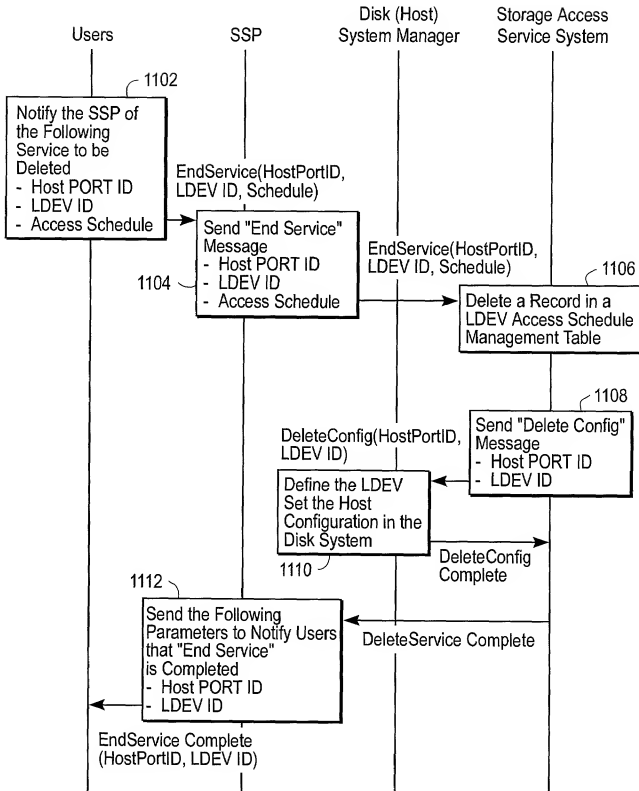 Users
SSP
Disk (Host)
System Manager
Storage Access
Service System
1102
Notify the SSP of
the Following
Service to be
Deleted
- Host PORT ID
- LDEV ID
- Access Schedule
EndService(HostPortID,
LDEV ID, Schedule)
1104
Send "End Service"
Message
- Host PORT ID
- LDEV ID
- Access Schedule
EndService(HostPortID,
LDEV ID, Schedule)
1106
Delete a Record in a
LDEV Access Schedule
Management Table
1108
Send "Delete Config"
Message
- Host PORT ID
- LDEV ID
DeleteConfig(HostPortID,
LDEV ID)
Define the LDEV
Set the Host
Configuration in the
Disk System
1110
DeleteConfig
Complete
1112
Send the Following
Parameters to Notify Users
that "End Service"
is Completed
- Host PORT ID
- LDEV ID
DeleteService Complete
EndService Complete
(HostPortID, LDEV ID)